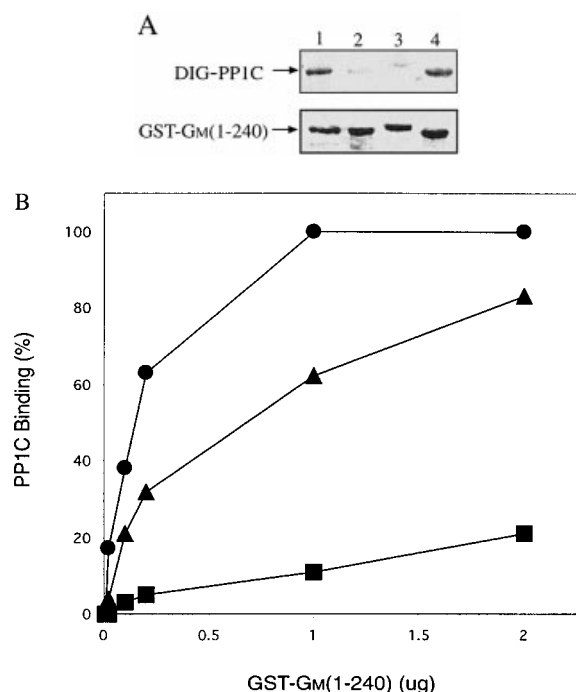 A
1 2 3 4
DIG-PP1C
GST-GM(1-240)
B
100
80
60
40
20
0
PP1C Binding (%)
0 0.5 1 1.5 2
GST-GM(1-240) (ug)